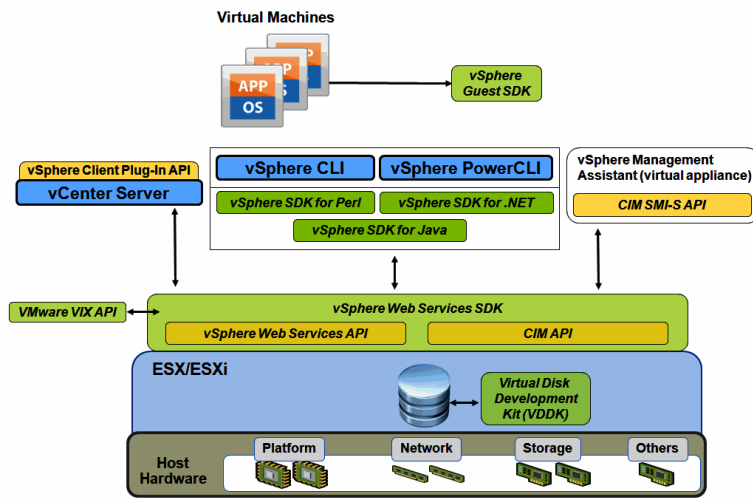 Virtual Machines
APP
OS
APP
APP
OS
vSphere
Guest SDK
vSphere Client Plug-In API
vCenter Server
vSphere CLI
vSphere PowerCLI
vSphere SDK for Perl
vSphere SDK for .NET
vSphere SDK for Java
vSphere Management
Assistant (virtual appliance)
CIM SMI-S API
VMware VIX API
vSphere Web Services SDK
vSphere Web Services API
CIM API
ESX/ESXi
Virtual Disk
Development
Kit (VDDK)
Host
Hardware
Platform
Network
Storage
Others